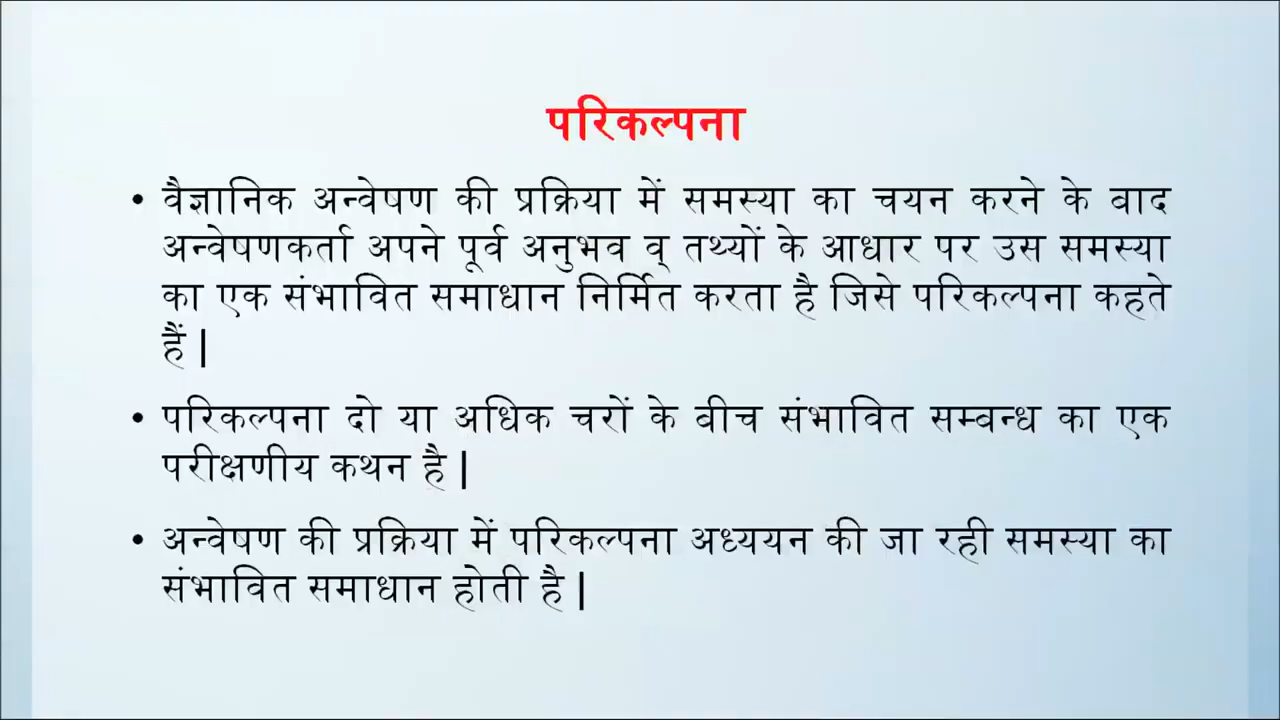 परिकल्पना
• वैज्ञानिक अन्वेषण की प्रक्रिया में समस्या का चयन करने के बाद
अन्वेषणकर्ता अपने पूर्व अनुभव व् तथ्यों के आधार पर उस समस्या
का एक संभावित समाधान निर्मित करता है जिसे परिकल्पना कहते
हैं |
• परिकल्पना दो या अधिक चरों के बीच संभावित सम्बन्ध का एक
परीक्षणीय कथन है |
• अन्वेषण की प्रक्रिया में परिकल्पना अध्ययन की जा रही समस्या का
संभावित समाधान होती है |